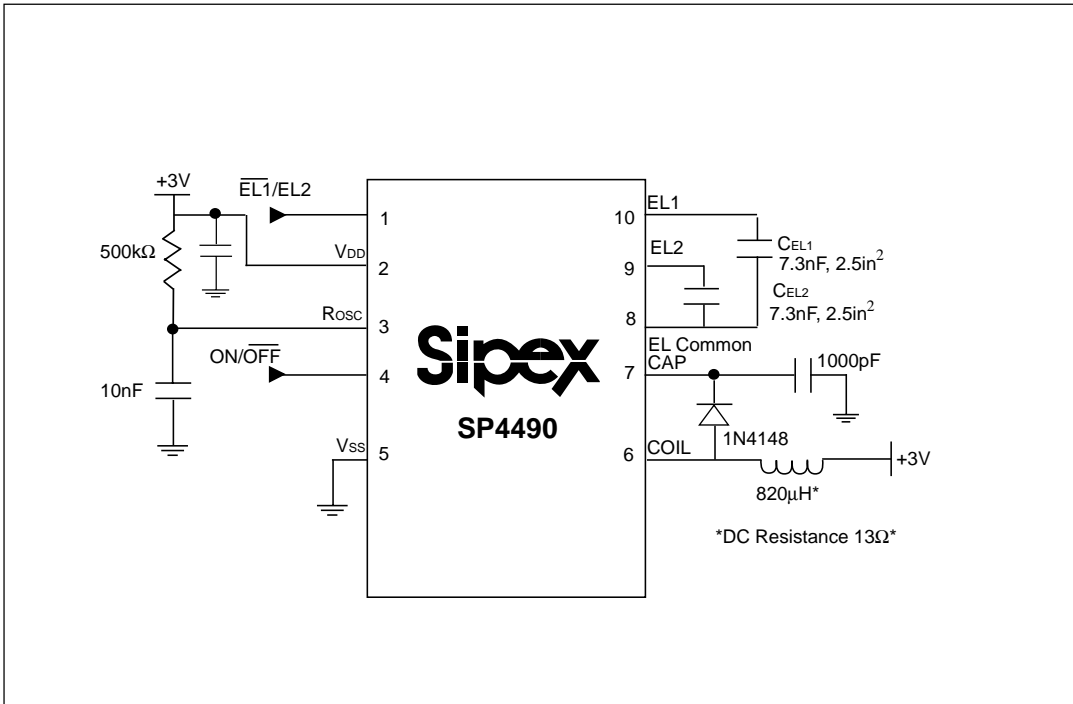 +3V
E̅L̅1̅/EL2
1
500kΩ
VDD
2
ROSC
3
ON/O̅F̅F̅
4
10nF
VSS
5
Sipex
SP4490
EL1
10
CEL1
7.3nF, 2.5in²
EL2
9
CEL2
7.3nF, 2.5in²
8
EL Common
CAP
7
1000pF
1N4148
6
COIL
+3V
820µH*
*DC Resistance 13Ω*